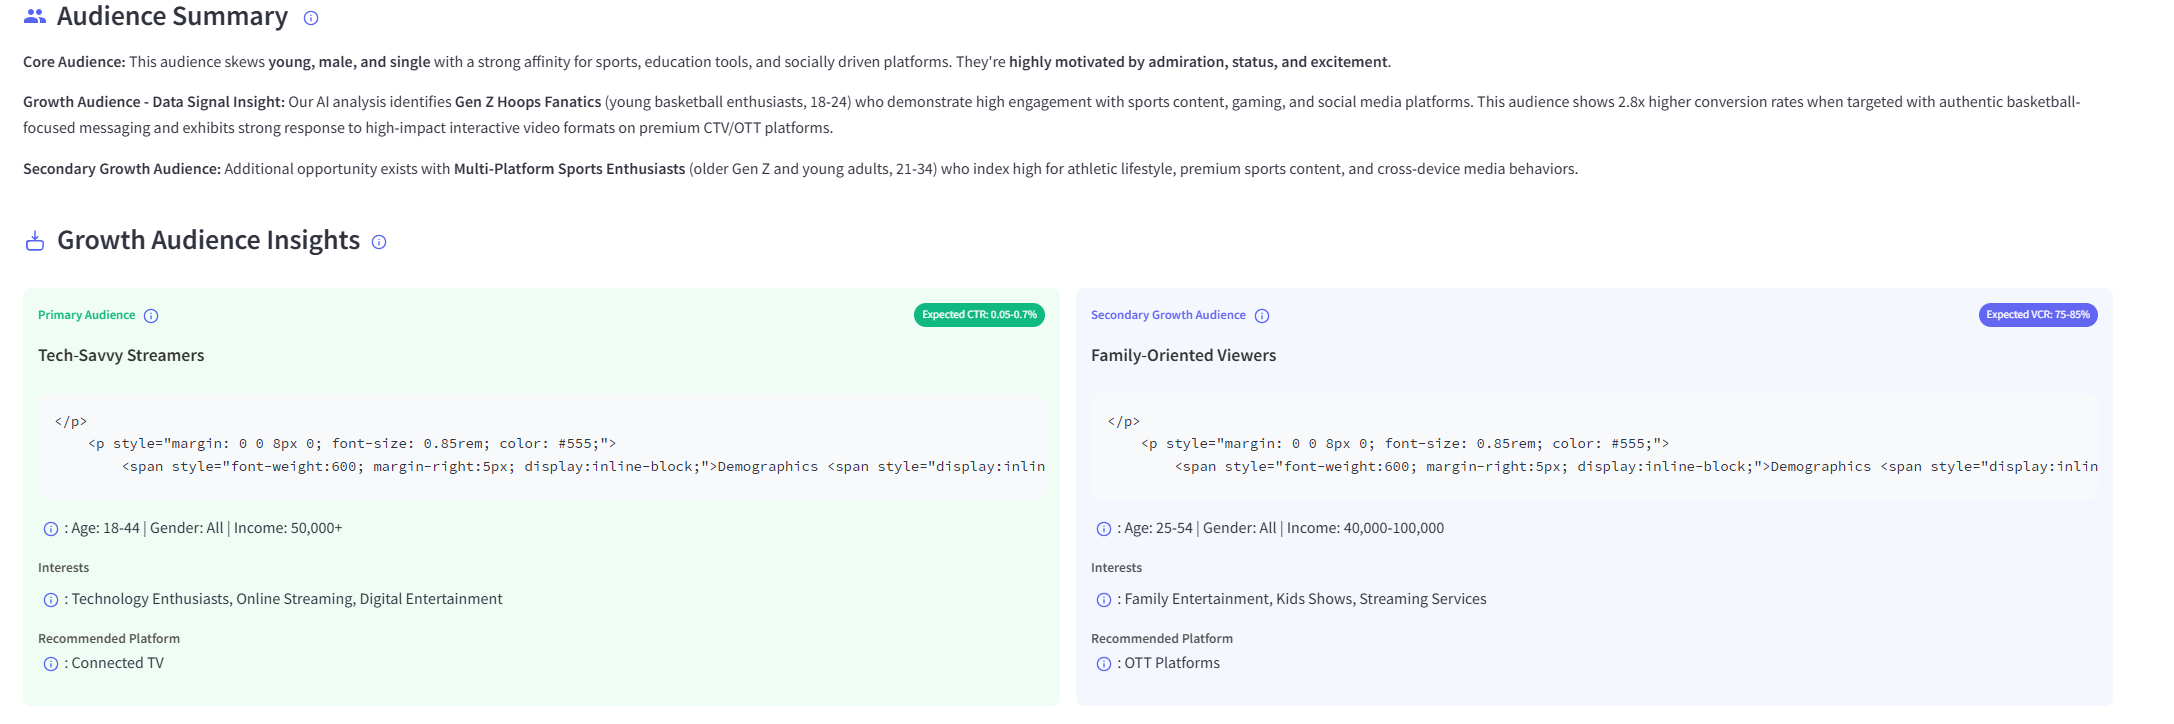 Audience Summary
Core Audience: This audience skews young, male, and single with a strong affinity for sports, education tools, and socially driven platforms. They're highly motivated by admiration, status, and excitement.
Growth Audience - Data Signal Insight: Our AI analysis identifies Gen Z Hoops Fanatics (young basketball enthusiasts, 18-24) who demonstrate high engagement with sports content, gaming, and social media platforms. This audience shows 2.8x higher conversion rates when targeted with authentic basketball-
focused messaging and exhibits strong response to high-impact interactive video formats on premium CTV/OTT platforms.
Secondary Growth Audience: Additional opportunity exists with Multi-Platform Sports Enthusiasts (older Gen Z and young adults, 21-34) who index high for athletic lifestyle, premium sports content, and cross-device media behaviors.
Growth Audience Insights
Primary Audience
Expected CTR: 0.05-0.7%
Tech-Savvy Streamers
</p>
<p style="margin: 0 0 8px 0; font-size: 0.85rem; color: #555;">
<span style="font-weight:600; margin-right:5px; display:inline-block;">Demographics <span style="display:inlin
: Age: 18-44 | Gender: All | Income: 50,000+
Interests
: Technology Enthusiasts, Online Streaming, Digital Entertainment
Recommended Platform
: Connected TV
Secondary Growth Audience
Expected VCR: 75-85%
Family-Oriented Viewers
</p>
<p style="margin: 0 0 8px 0; font-size: 0.85rem; color: #555;">
<span style="font-weight:600; margin-right:5px; display:inline-block;">Demographics <span style="display:inlin
: Age: 25-54 | Gender: All | Income: 40,000-100,000
Interests
: Family Entertainment, Kids Shows, Streaming Services
Recommended Platform
: OTT Platforms